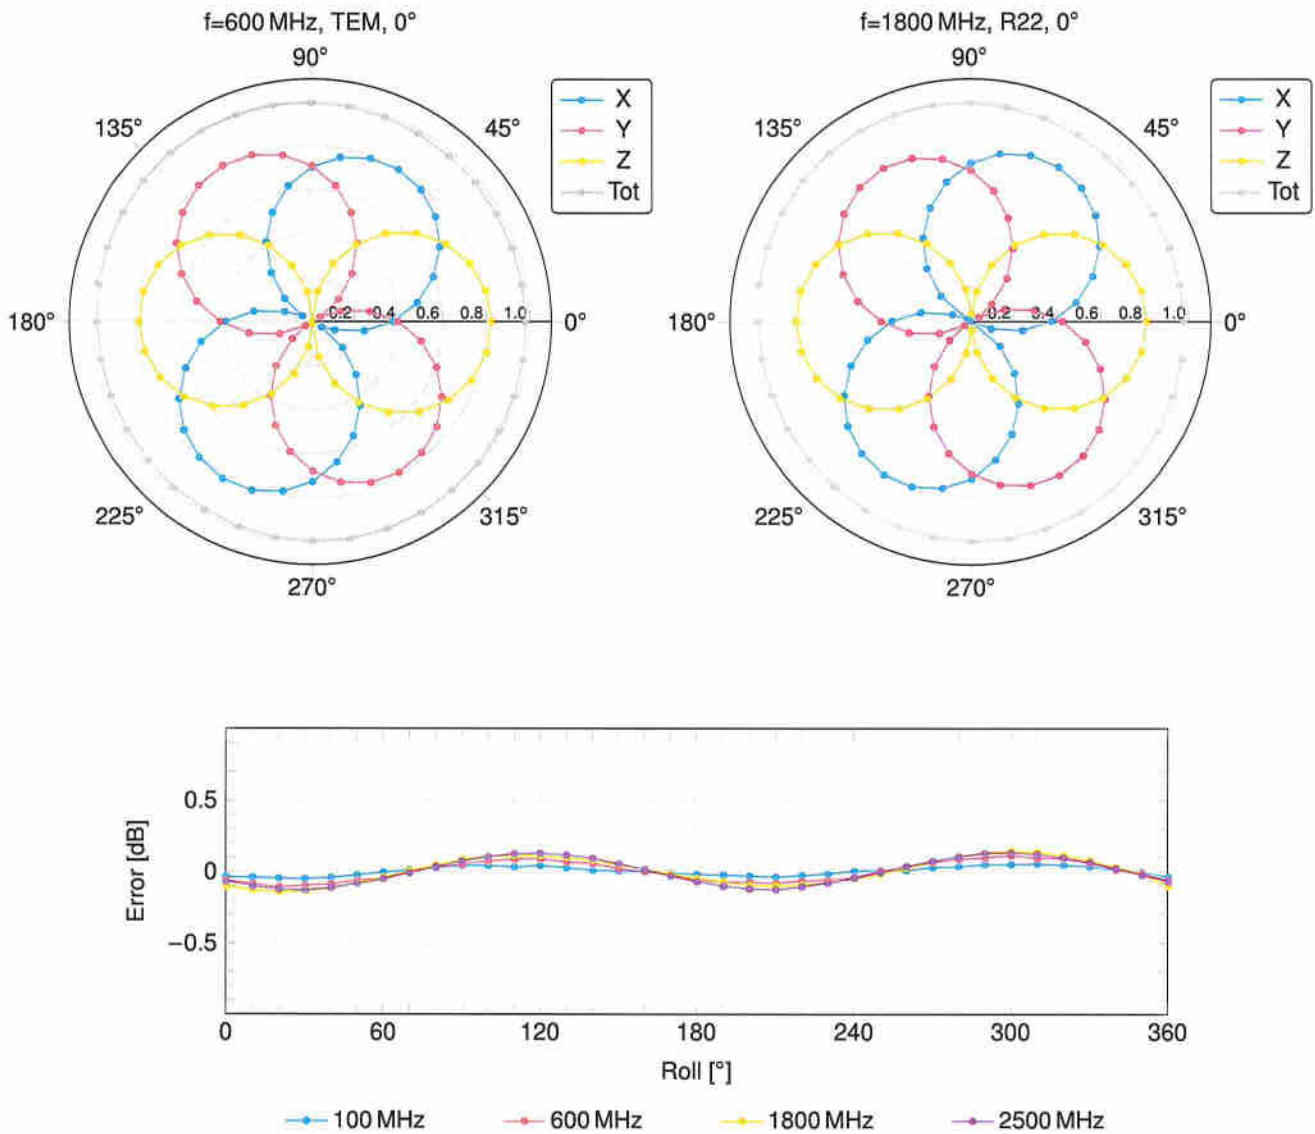 f=600 MHz, TEM, 0°
f=1800 MHz, R22, 0°
90°
90°
135°
45°
X
Y
Z
Tot
135°
45°
X
Y
Z
Tot
180°
0.2 0.4 0.6 0.8 1.0
0°
180°
0.2 0.4 0.6 0.8 1.0
0°
225°
315°
225°
315°
270°
270°
Error [dB]
0.5
0
−0.5
0 60 120 180 240 300 360
Roll [°]
100 MHz 600 MHz 1800 MHz 2500 MHz